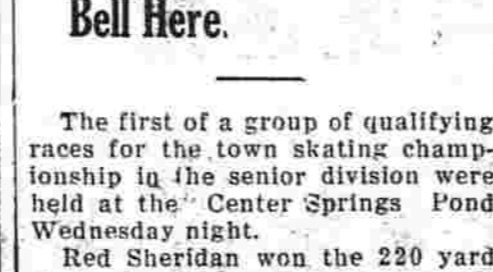 Bell Here.
The first of a group of qualifying
races for the town skating champ-
ionship in the senior division were
held at the Center Springs Pond
Wednesday night.
Red Sheridan won the 220 yard